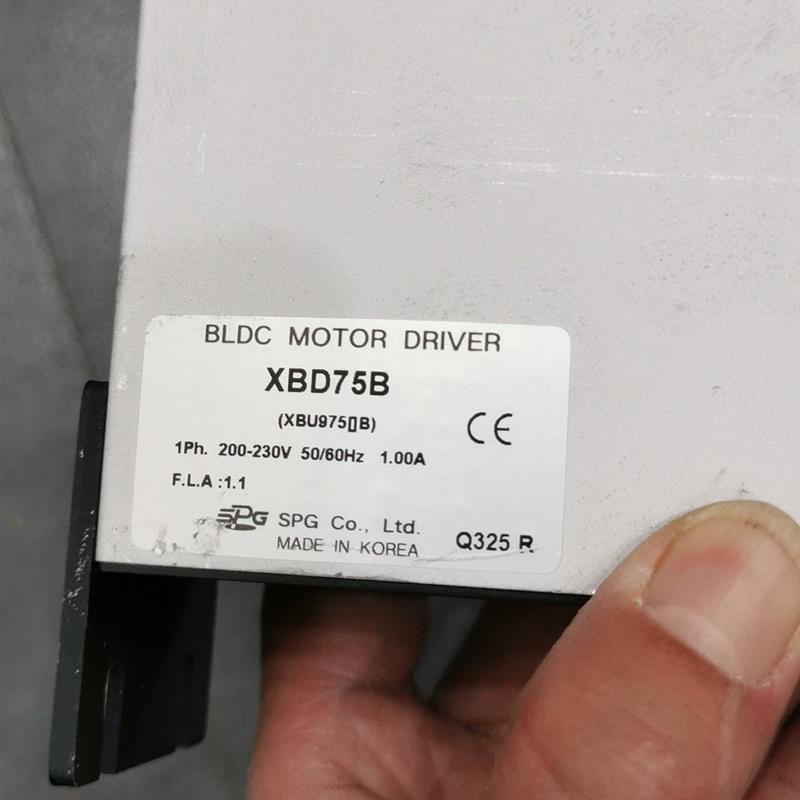 BLDC MOTOR DRIVER
XBD75B
(XBU975▯B)
CE
1Ph. 200-230V 50/60Hz 1.00A
F.L.A :1.1
SPG SPG Co., Ltd.
MADE IN KOREA
Q325 R